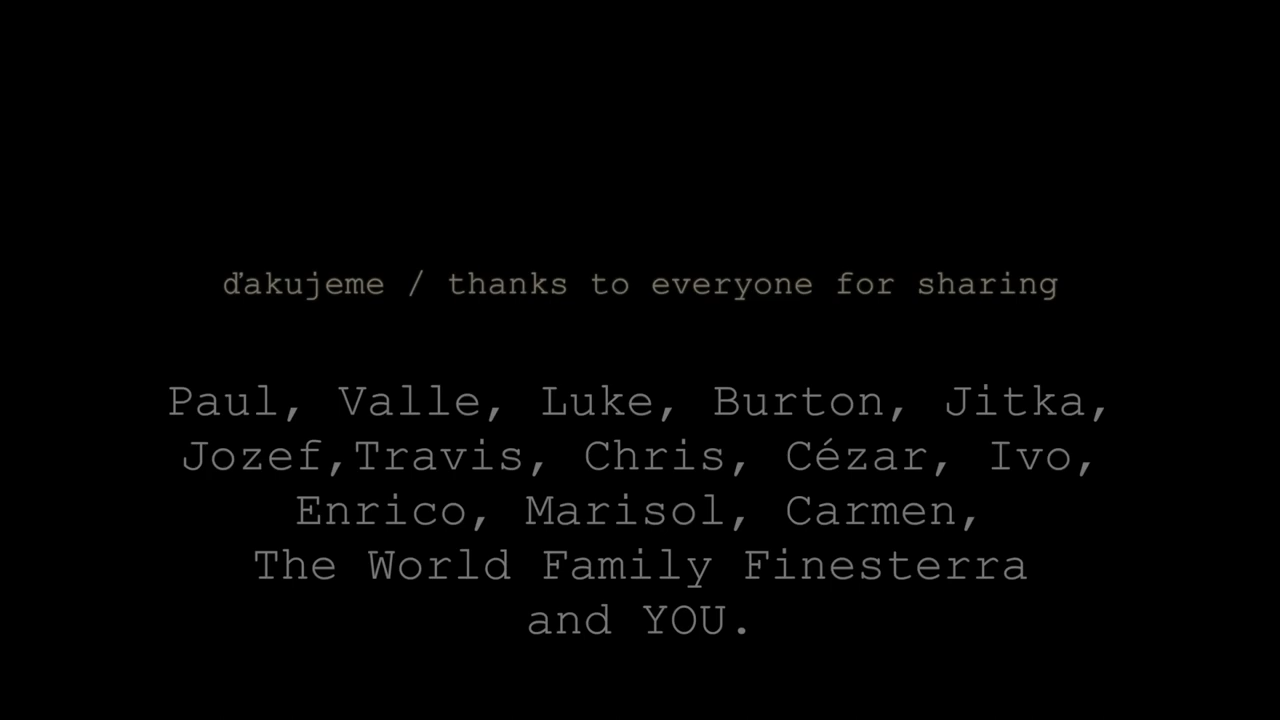 ďakujeme / thanks to everyone for sharing
Paul, Valle, Luke, Burton, Jitka,
Jozef,Travis, Chris, Cézar, Ivo,
Enrico, Marisol, Carmen,
The World Family Finesterra
and YOU.